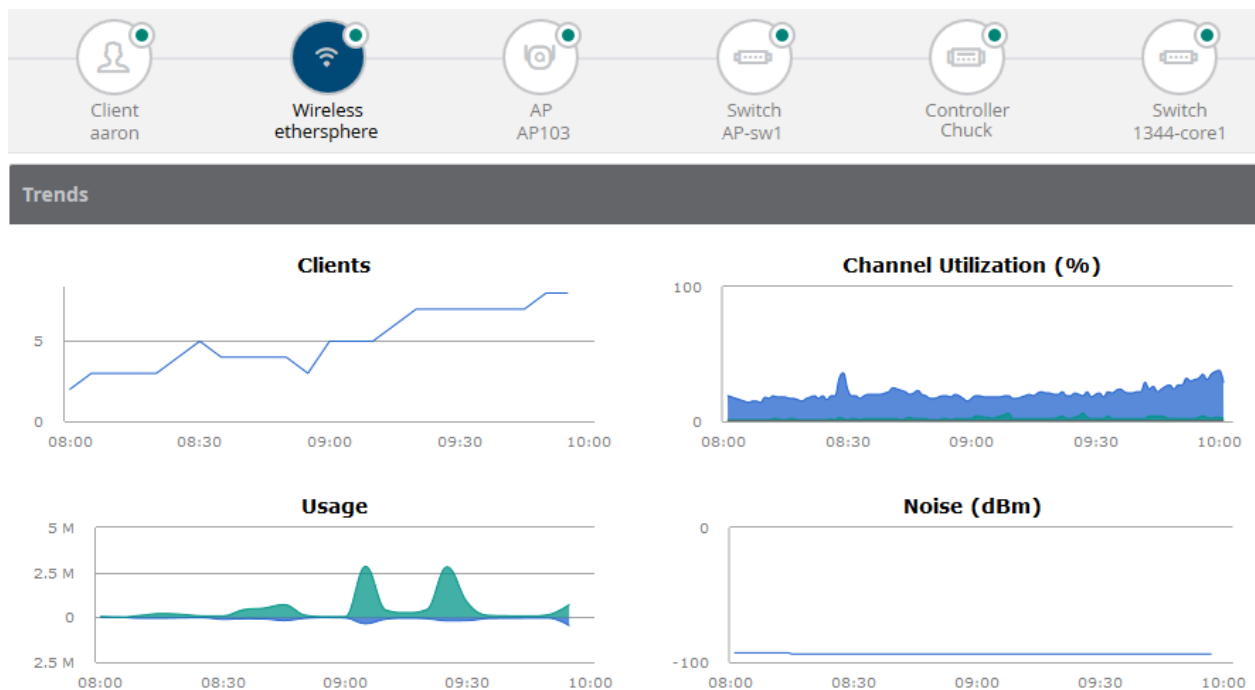 Client
aaron
Wireless
ethersphere
AP
AP103
Switch
AP-sw1
Controller
Chuck
Switch
1344-core1
Trends
Clients
5
0
08:00 08:30 09:00 09:30 10:00
Channel Utilization (%)
100
0
08:00 08:30 09:00 09:30 10:00
Usage
5 M
2.5 M
0
2.5 M
08:00 08:30 09:00 09:30 10:00
Noise (dBm)
0
-100
08:00 08:30 09:00 09:30 10:00